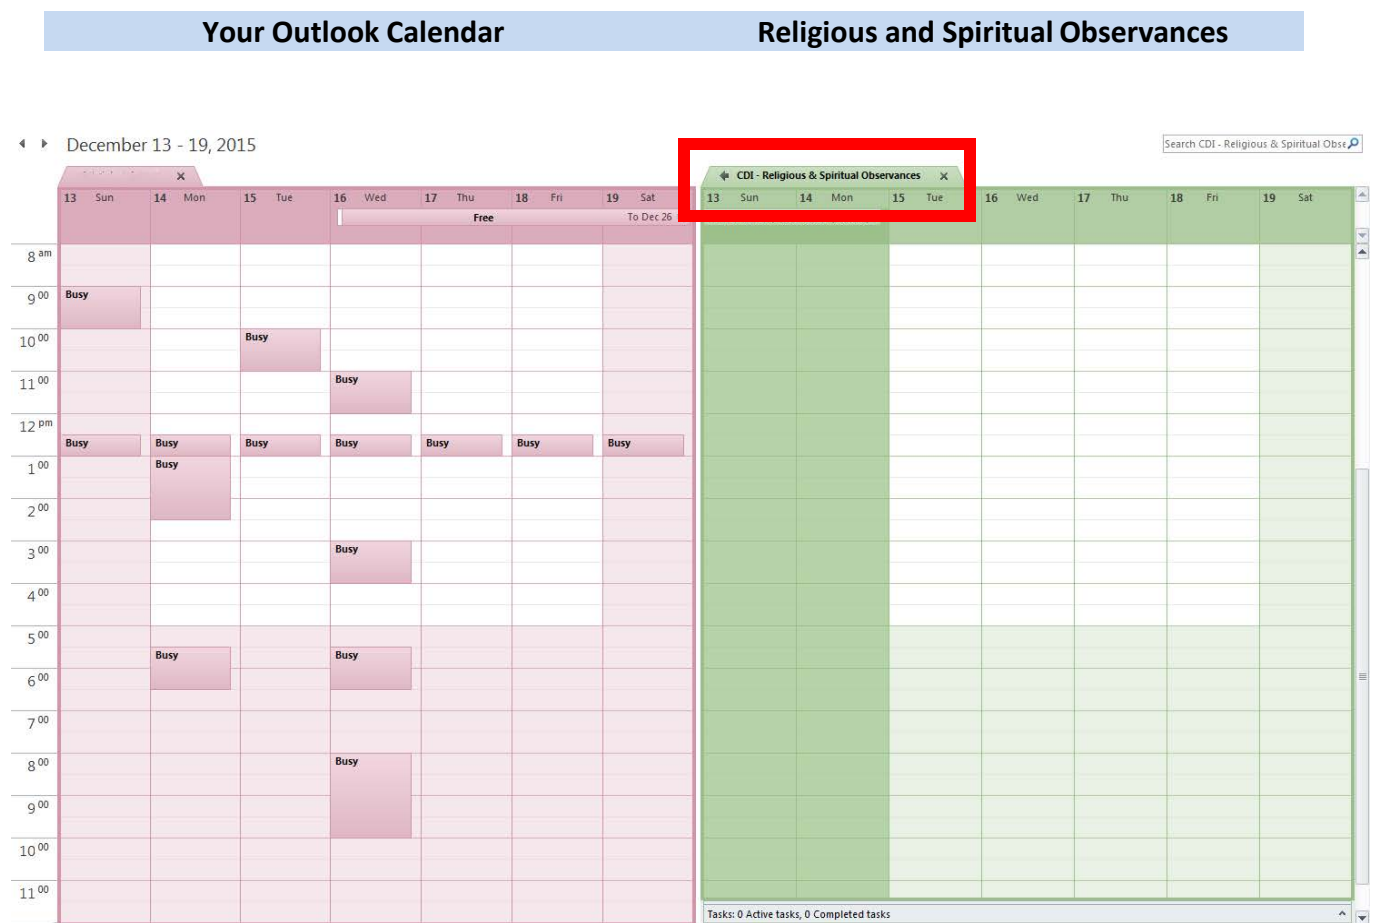 Your Outlook Calendar Religious and Spiritual Observances
December 13 - 19, 2015
Search CDI - Religious & Spiritual Obse
CDI - Religious & Spiritual Observances
13 Sun 14 Mon 15 Tue 16 Wed 17 Thu 18 Fri 19 Sat
13 Sun 14 Mon 15 Tue 16 Wed 17 Thu 18 Fri 19 Sat
Free To Dec 26
8 am
9 00 Busy
10 00 Busy
11 00 Busy
12 pm
Busy Busy Busy Busy Busy Busy Busy
1 00 Busy
2 00
3 00 Busy
4 00
5 00
Busy Busy
6 00
7 00
8 00 Busy
9 00
10 00
11 00
Tasks: 0 Active tasks, 0 Completed tasks